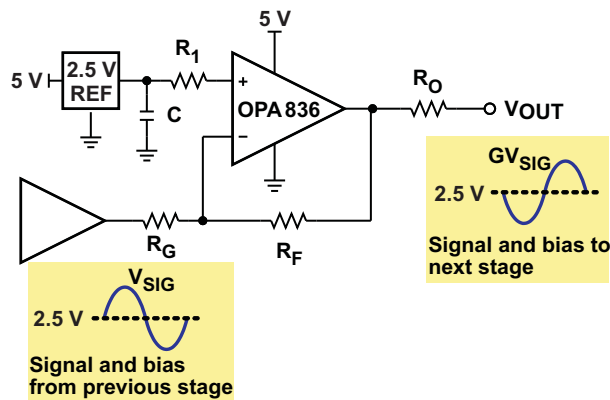 5 V
R1
5 V
2.5 V
REF
C
+
OPA836
−
RO
VOUT
GVSIG
2.5 V
Signal and bias to
next stage
RG
RF
VSIG
2.5 V
Signal and bias
from previous stage